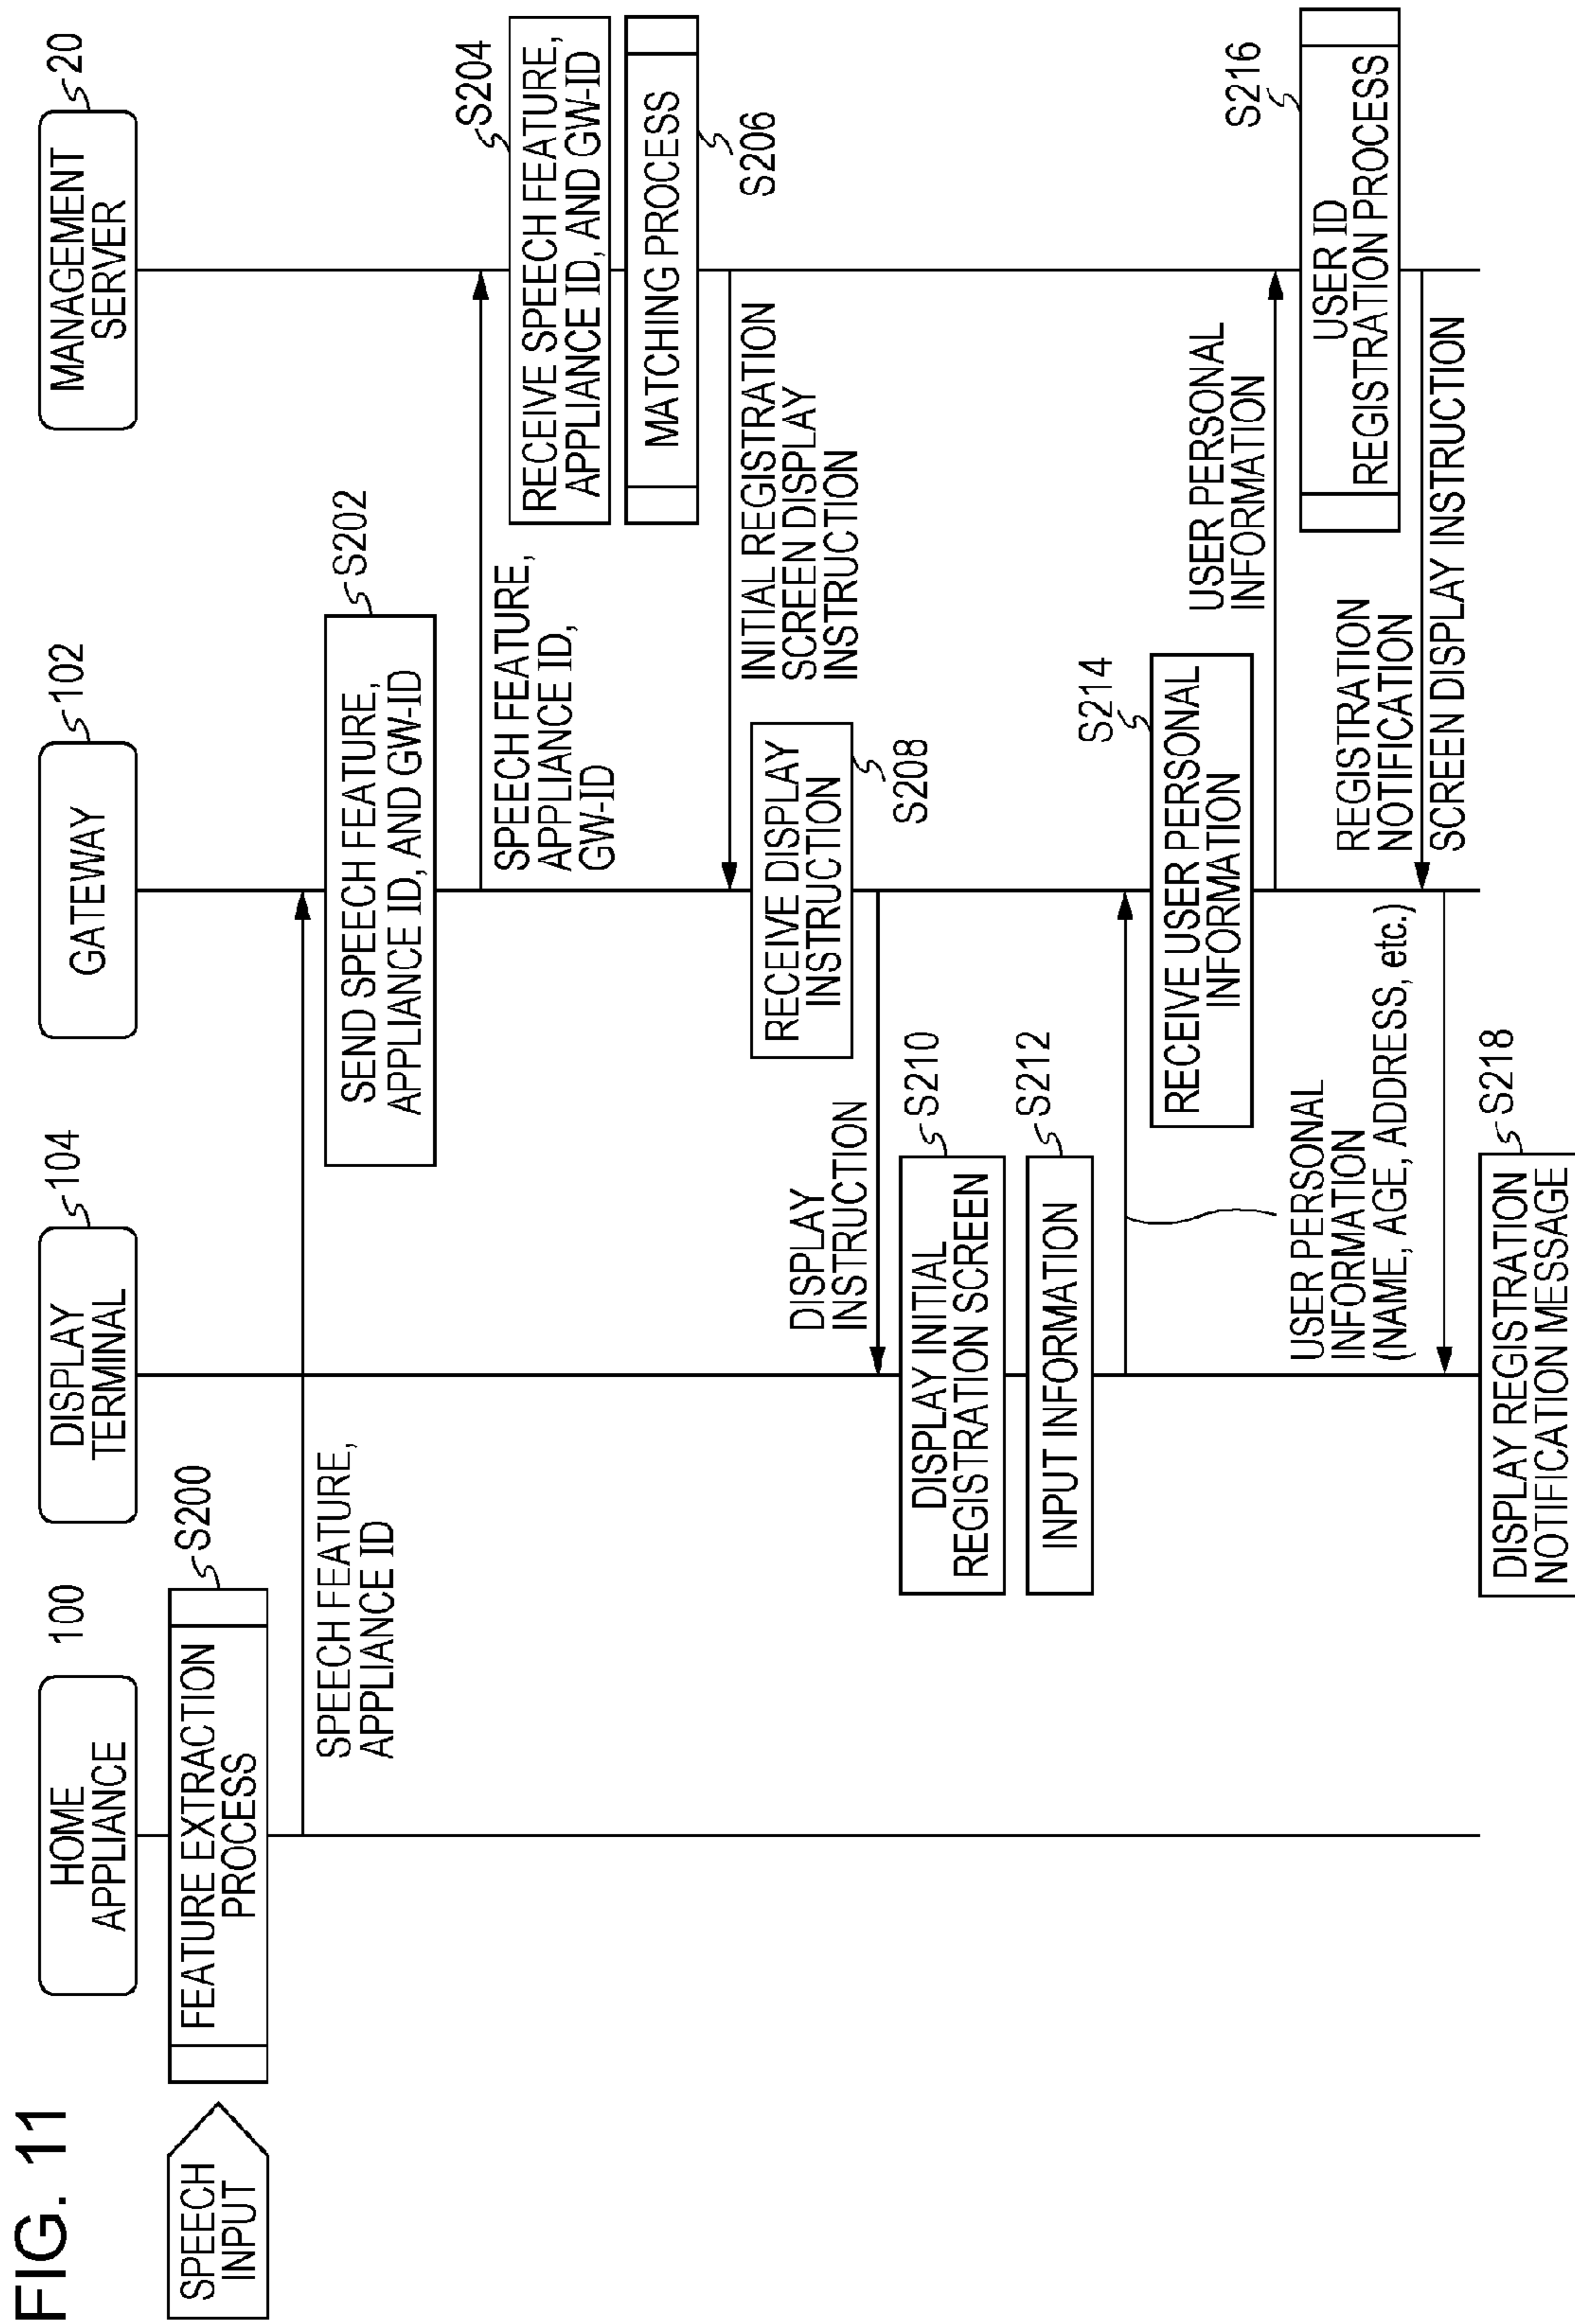 FIG. 11
SPEECH
INPUT
HOME
APPLIANCE
100
DISPLAY
TERMINAL
104
GATEWAY
102
MANAGEMENT
SERVER
20
FEATURE EXTRACTION
PROCESS
S200
SPEECH FEATURE,
APPLIANCE ID
SEND SPEECH FEATURE,
APPLIANCE ID, AND GW-ID
S202
SPEECH FEATURE,
APPLIANCE ID,
GW-ID
S204
RECEIVE SPEECH FEATURE,
APPLIANCE ID, AND GW-ID
MATCHING PROCESS
S206
INITIAL REGISTRATION
SCREEN DISPLAY
INSTRUCTION
RECEIVE DISPLAY
INSTRUCTION
S208
DISPLAY
INSTRUCTION
DISPLAY INITIAL
REGISTRATION SCREEN
S210
INPUT INFORMATION
S212
USER PERSONAL
INFORMATION
(NAME, AGE, ADDRESS, etc.)
S214
RECEIVE USER PERSONAL
INFORMATION
USER PERSONAL
INFORMATION
S216
USER ID
REGISTRATION PROCESS
REGISTRATION
NOTIFICATION
SCREEN DISPLAY INSTRUCTION
DISPLAY REGISTRATION
NOTIFICATION MESSAGE
S218